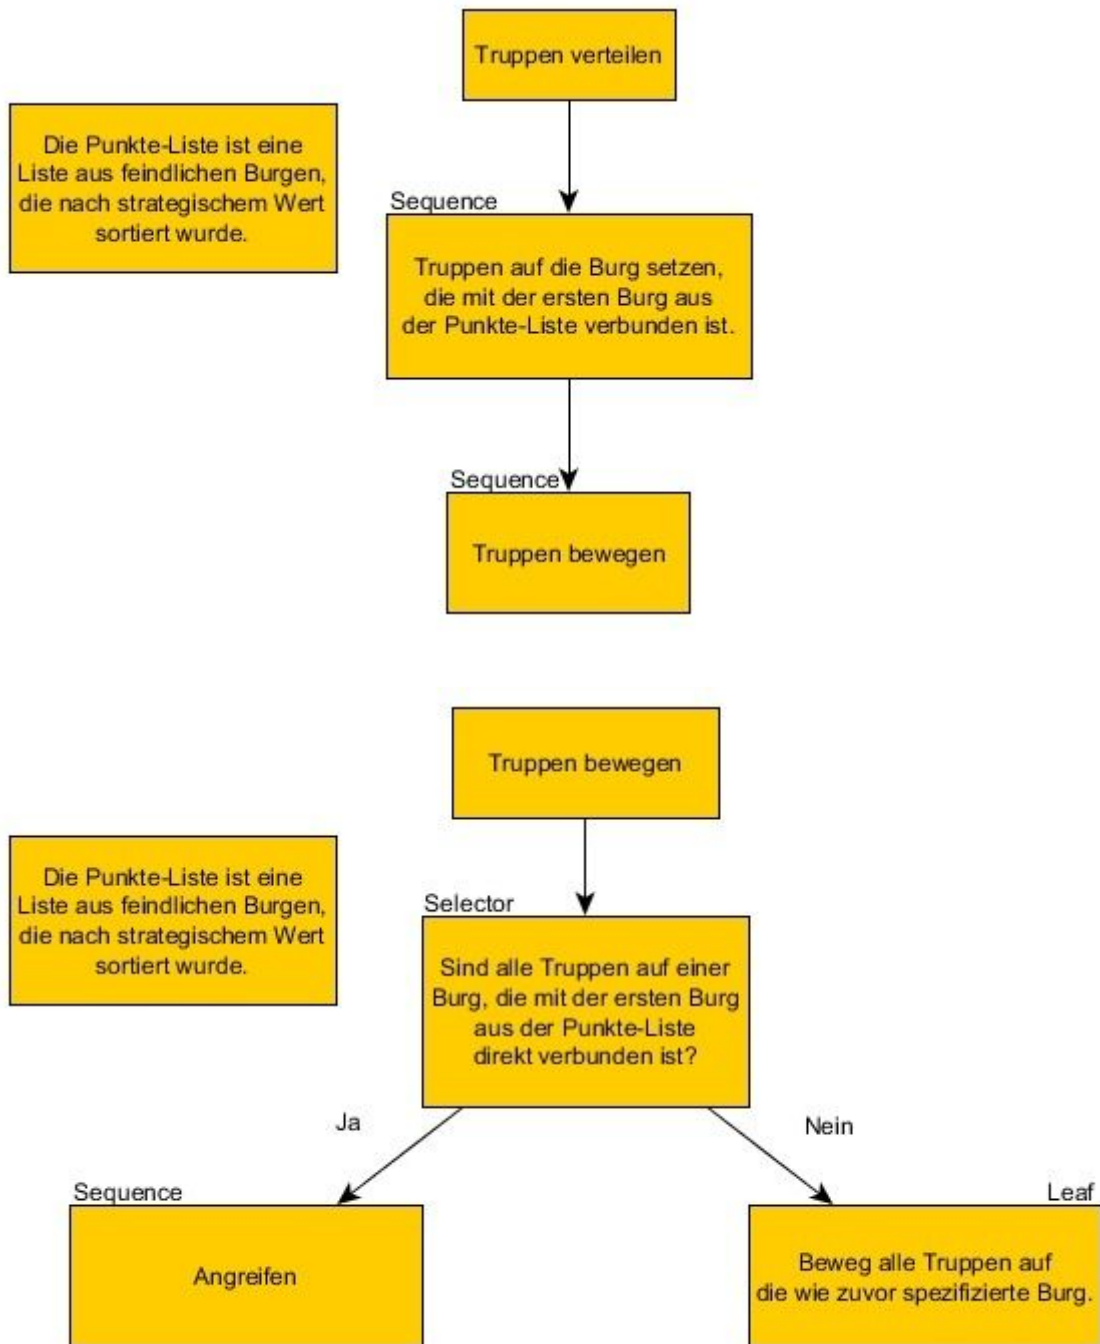 Truppen verteilen
Die Punkte-Liste ist eine
Liste aus feindlichen Burgen,
die nach strategischem Wert
sortiert wurde.
Sequence
Truppen auf die Burg setzen,
die mit der ersten Burg aus
der Punkte-Liste verbunden ist.
Sequence
Truppen bewegen
Truppen bewegen
Die Punkte-Liste ist eine
Liste aus feindlichen Burgen,
die nach strategischem Wert
sortiert wurde.
Selector
Sind alle Truppen auf einer
Burg, die mit der ersten Burg
aus der Punkte-Liste
direkt verbunden ist?
Ja
Nein
Sequence
Angreifen
Leaf
Beweg alle Truppen auf
die wie zuvor spezifizierte Burg.